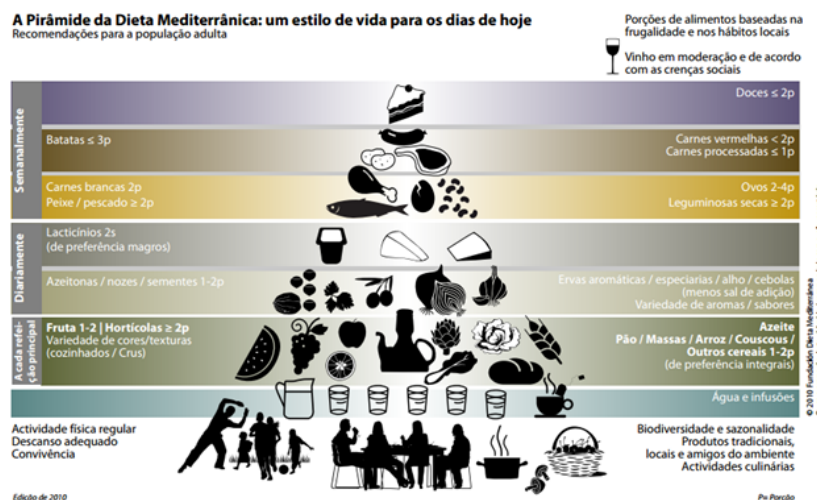 A Pirâmide da Dieta Mediterrânica: um estilo de vida para os dias de hoje
Recomendações para a população adulta
Porções de alimentos baseadas na
frugalidade e nos hábitos locais
Vinho em moderação e de acordo
com as crenças sociais
Semanalmente
Doces ≤ 2p
Batatas ≤ 3p
Carnes vermelhas < 2p
Carnes processadas ≤ 1p
Carnes brancas 2p
Peixe / pescado ≥ 2p
Ovos 2-4p
Leguminosas secas ≥ 2p
Diariamente
Lacticínios 2s
(de preferência magros)
Azeitonas / nozes / sementes 1-2p
Ervas aromáticas / especiarias / alho / cebolas
(menos sal de adição)
Variedade de aromas / sabores
A cada refei-
ção principal
Fruta 1-2 | Hortícolas ≥ 2p
Variedade de cores/texturas
(cozinhados / Crus)
Azeite
Pão / Massas / Arroz / Couscous /
Outros cereais 1-2p
(de preferência integrais)
Água e infusões
Actividade física regular
Descanso adequado
Convivência
Biodiversidade e sazonalidade
Produtos tradicionais,
locais e amigos do ambiente
Actividades culinárias
© 2010 Fundación Dieta Mediterránea
Edição de 2010
P= Porção